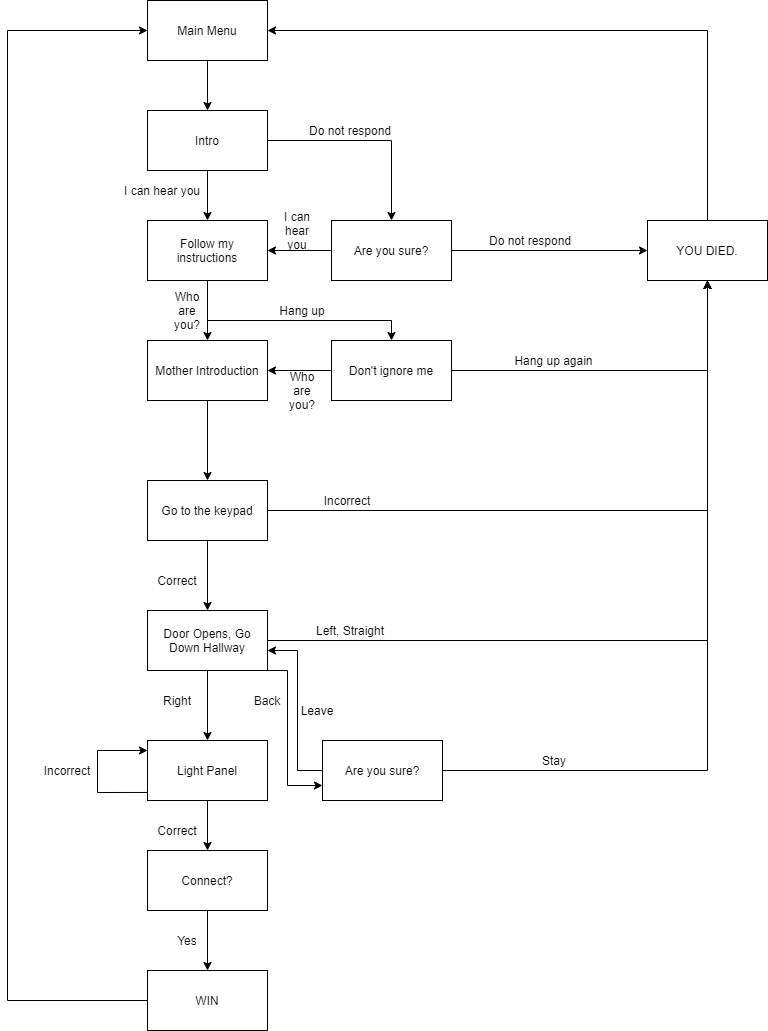 Main Menu
Do not respond
Intro
I can hear you
I can
hear
you
Follow my
instructions
Are you sure?
Do not respond
YOU DIED.
Who
are
you?
Hang up
Mother Introduction
Who
are
you?
Don't ignore me
Hang up again
Go to the keypad
Incorrect
Correct
Door Opens, Go
Down Hallway
Left, Straight
Right
Back
Leave
Incorrect
Light Panel
Are you sure?
Stay
Correct
Connect?
Yes
WIN